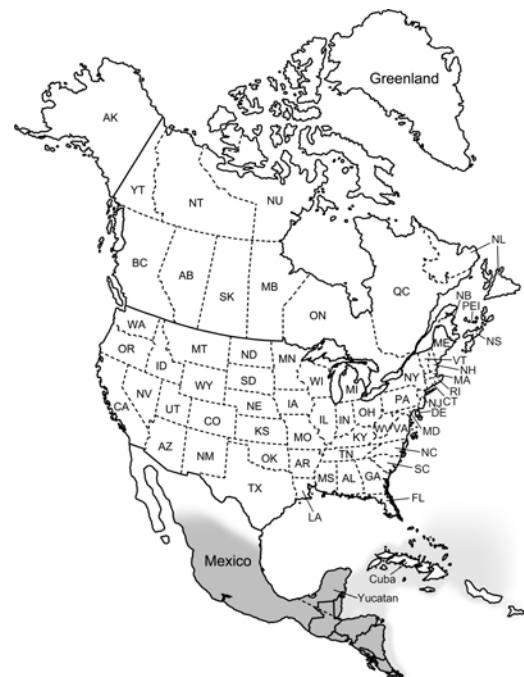 Greenland
AK
YT
NT
NU
NL
BC
AB
SK
MB
ON
QC
NB
PEI
NS
WA
OR
ID
MT
ND
MN
WI
MI
NY
ME
VT
NH
MA
RI
CT
NJ
PA
DE
MD
WY
SD
NE
IA
IL
IN
OH
WV
VA
NV
UT
CO
KS
MO
KY
NC
CA
AZ
NM
OK
AR
TN
SC
TX
LA
MS
AL
GA
FL
Mexico
Cuba
Yucatan